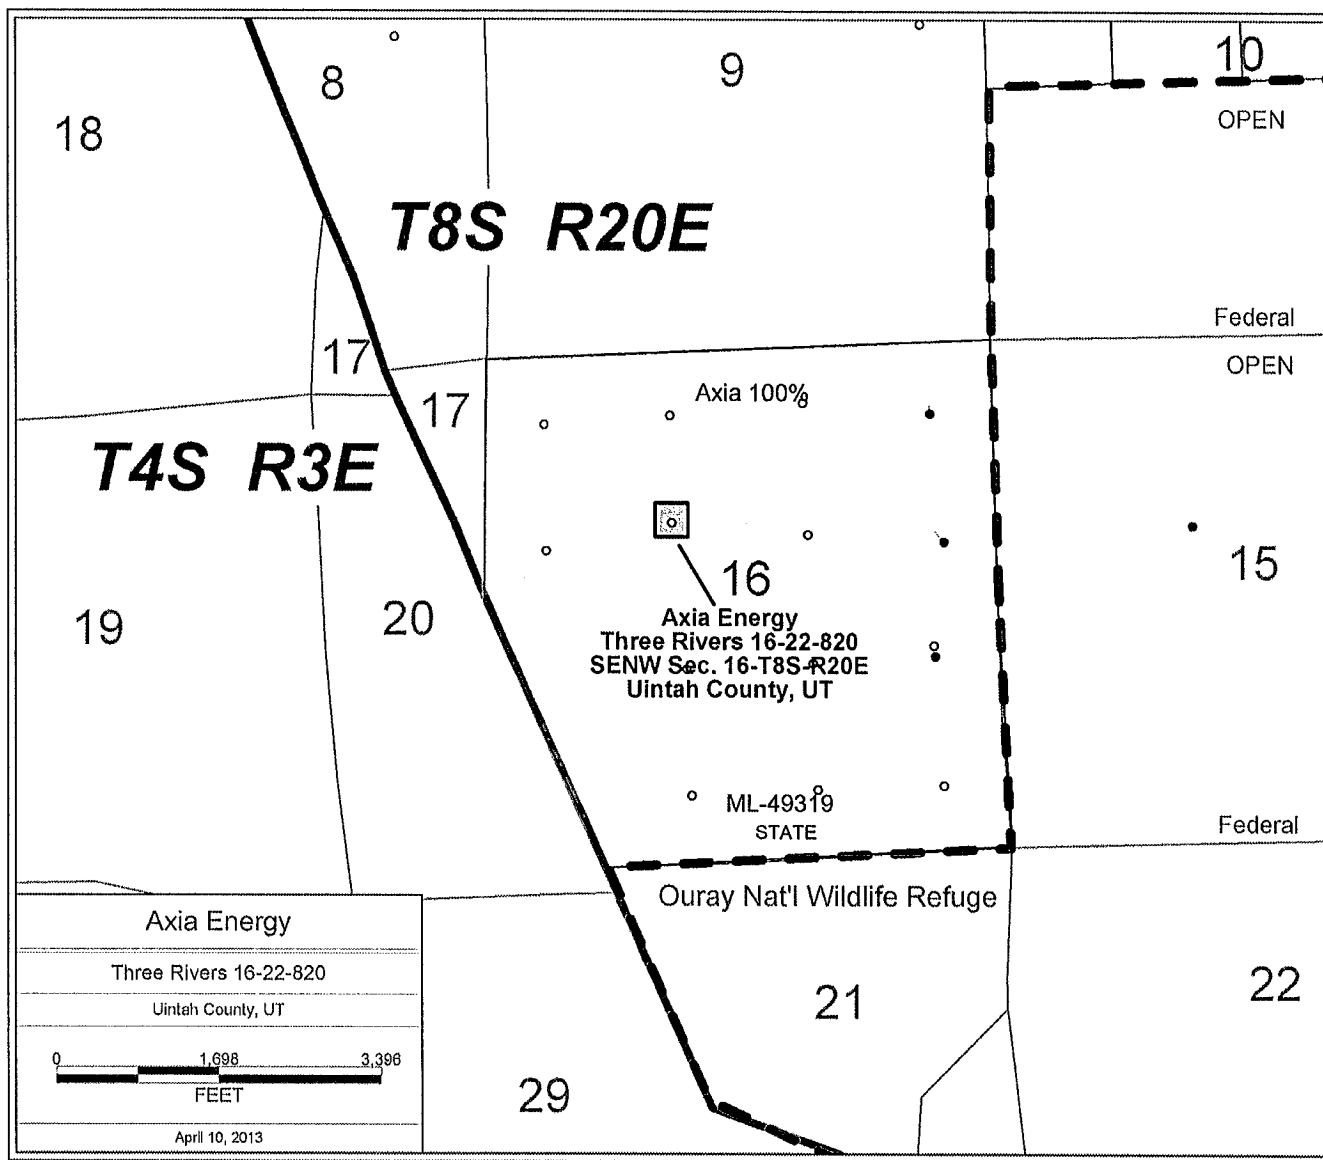 8
9
10
18
OPEN
T8S R20E
Federal
17
OPEN
Axia 100%
17
T4S R3E
15
16
Axia Energy
Three Rivers 16-22-820
SENW Sec. 16-T8S-R20E
Uintah County, UT
20
19
ML-49319
STATE
Federal
Ouray Nat'l Wildlife Refuge
22
21
29
Axia Energy
Three Rivers 16-22-820
Uintah County, UT
0 1,698 3,396
FEET
April 10, 2013